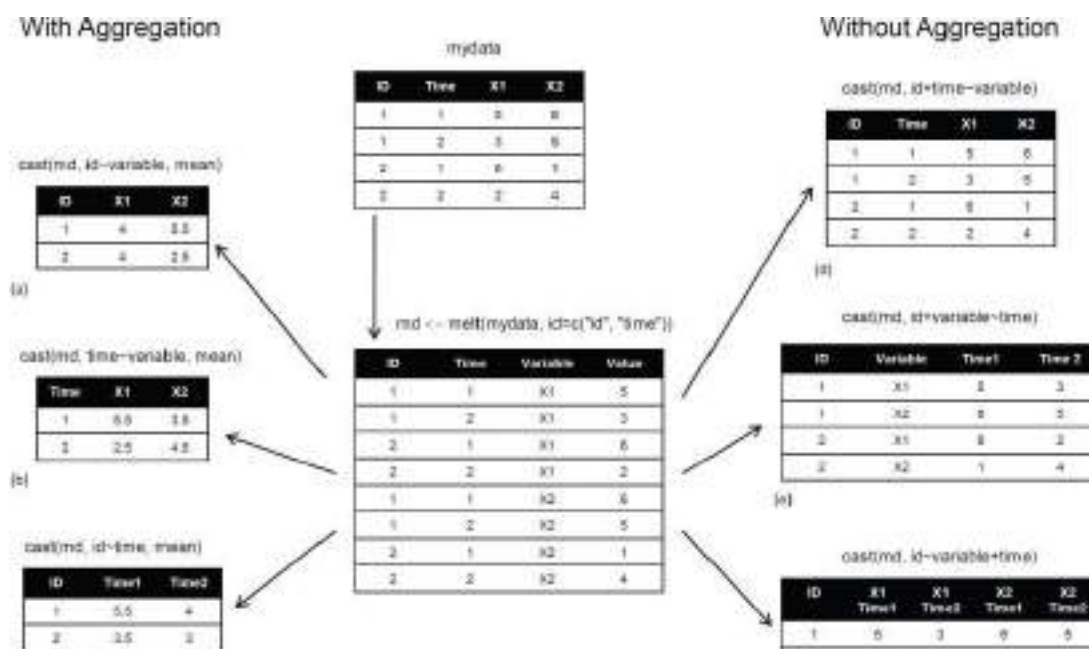 With Aggregation
Without Aggregation
mydata
ID Time X1 X2
1 1 5 6
1 2 3 5
2 1 6 1
2 2 2 4
cast(md, id~variable, mean)
ID X1 X2
1 4 5.5
2 4 2.5
(a)
cast(md, time~variable, mean)
Time X1 X2
1 5.5 3.5
2 2.5 4.5
(b)
cast(md, id~time, mean)
ID Time1 Time2
1 5.5 4
2 3.5 3
md <- melt(mydata, id=c("id", "time"))
ID Time Variable Value
1 1 X1 5
1 2 X1 3
2 1 X1 6
2 2 X1 2
1 1 X2 6
1 2 X2 5
2 1 X2 1
2 2 X2 4
cast(md, id+time~variable)
ID Time X1 X2
1 1 5 6
1 2 3 5
2 1 6 1
2 2 2 4
(d)
cast(md, id+variable~time)
ID Variable Time1 Time 2
1 X1 5 3
1 X2 6 5
2 X1 6 2
2 X2 1 4
(e)
cast(md, id~variable+time)
ID X1 Time1 X1 Time2 X2 Time1 X2 Time2
1 5 3 6 5